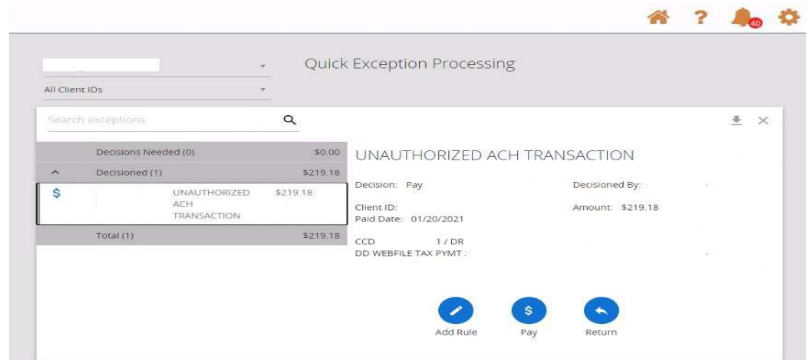 ?
40
Quick Exception Processing
All Client IDs
Search exceptions
Decisions Needed (0) $0.00
Decisioned (1) $219.18
$ UNAUTHORIZED $219.18
ACH
TRANSACTION
Total (1) $219.18
UNAUTHORIZED ACH TRANSACTION
Decision: Pay Decisioned By:
Client ID: Amount: $219.18
Paid Date: 01/20/2021
CCD 1 / DR
DD WEBFILE TAX PYMT :
$
Add Rule Pay Return